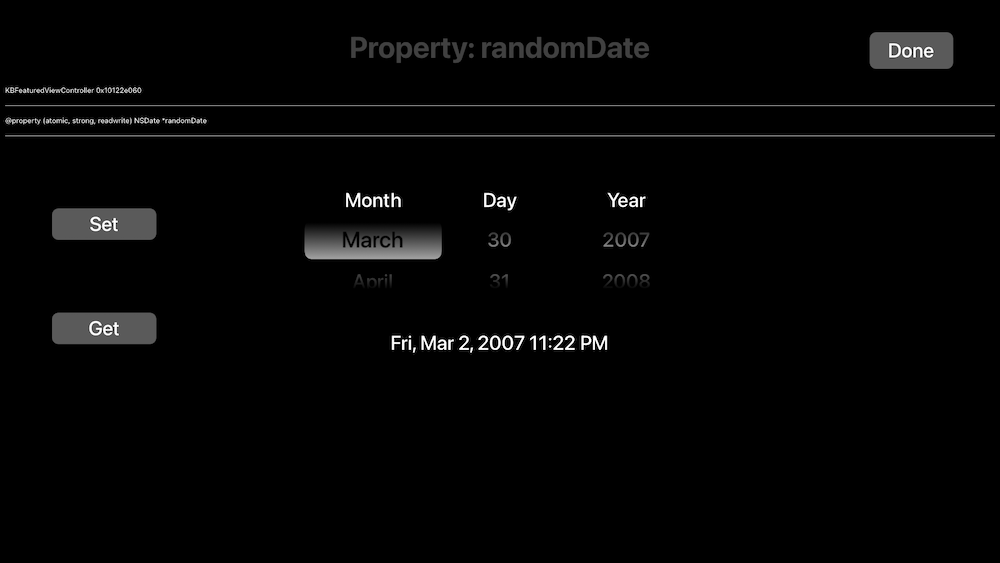 Property: randomDate
Done
KBFeaturedViewController 0x10122e060
@property (atomic, strong, readwrite) NSDate *randomDate
Month Day Year
Set
March 30 2007
April 31 2008
Get
Fri, Mar 2, 2007 11:22 PM